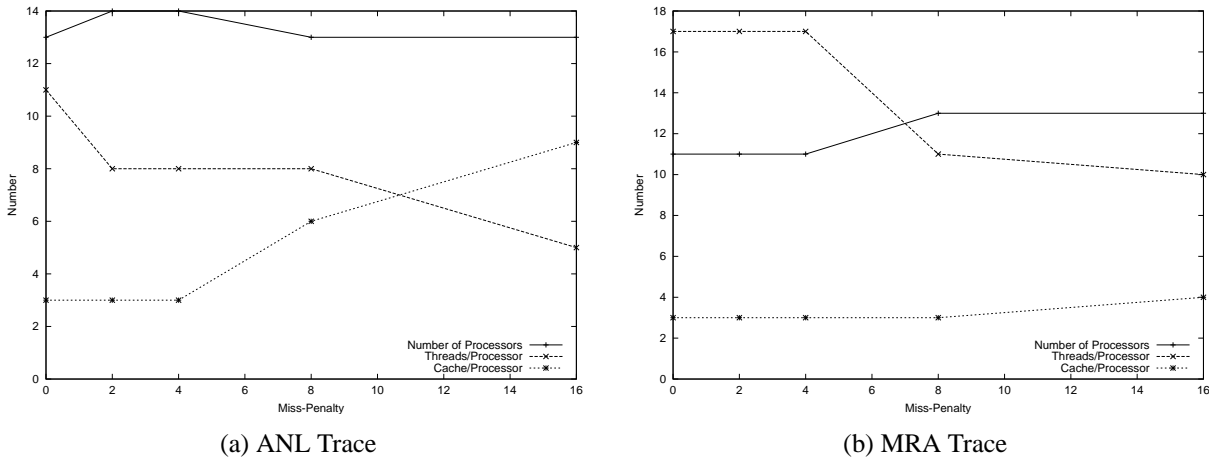 14
12
10
8
6
4
2
0
Number
Number of Processors
Threads/Processor
Cache/Processor
0 2 4 6 8 10 12 14 16
Miss-Penalty
(a) ANL Trace
18
16
14
12
10
8
6
4
2
0
Number
Number of Processors
Threads/Processor
Cache/Processor
0 2 4 6 8 10 12 14 16
Miss-Penalty
(b) MRA Trace